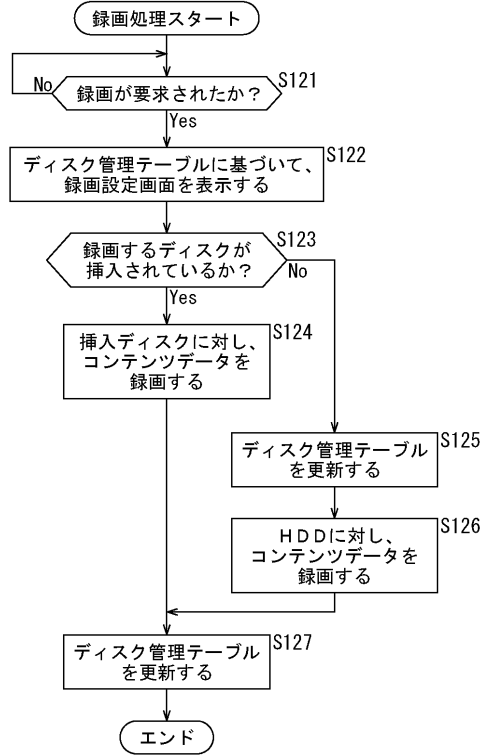 録画処理スタート
No
録画が要求されたか?
S121
Yes
ディスク管理テーブルに基づいて、
録画設定画面を表示する
S122
録画するディスクが
挿入されているか?
S123
No
Yes
挿入ディスクに対し、
コンテンツデータを
録画する
S124
ディスク管理テーブル
を更新する
S125
HDDに対し、
コンテンツデータを
録画する
S126
ディスク管理テーブル
を更新する
S127
エンド